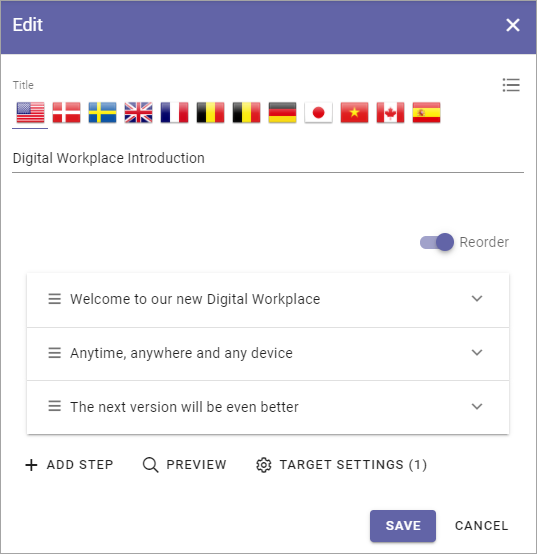 Edit
Title
Digital Workplace Introduction
Reorder
Welcome to our new Digital Workplace
Anytime, anywhere and any device
The next version will be even better
ADD STEP PREVIEW TARGET SETTINGS (1)
SAVE CANCEL